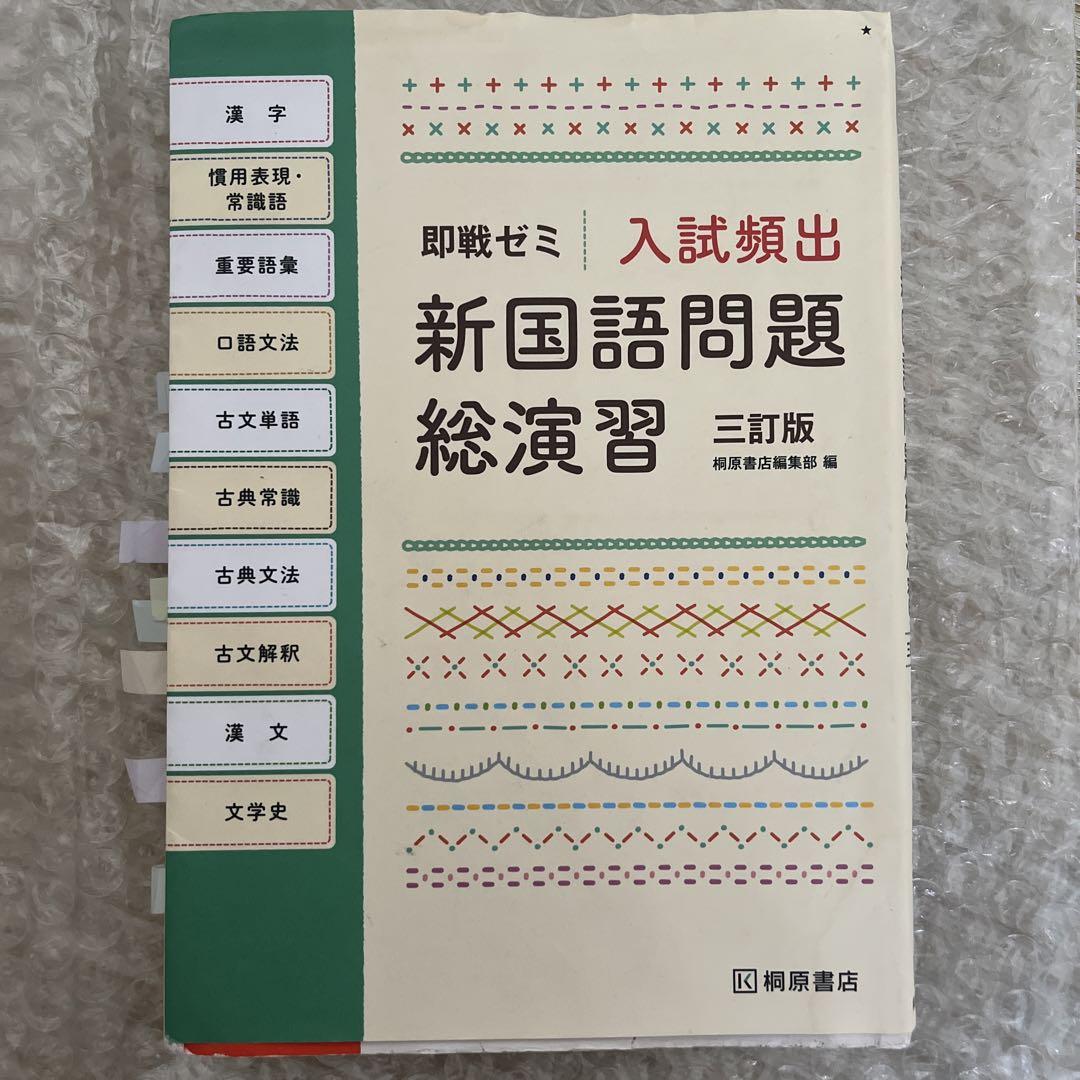 漢字
慣用表現・
常識語
重要語彙
口語文法
古文単語
古典常識
古典文法
古文解釈
漢文
文学史
★
即戦ゼミ 入試頻出
新国語問題
総演習 三訂版
桐原書店編集部 編
K 桐原書店